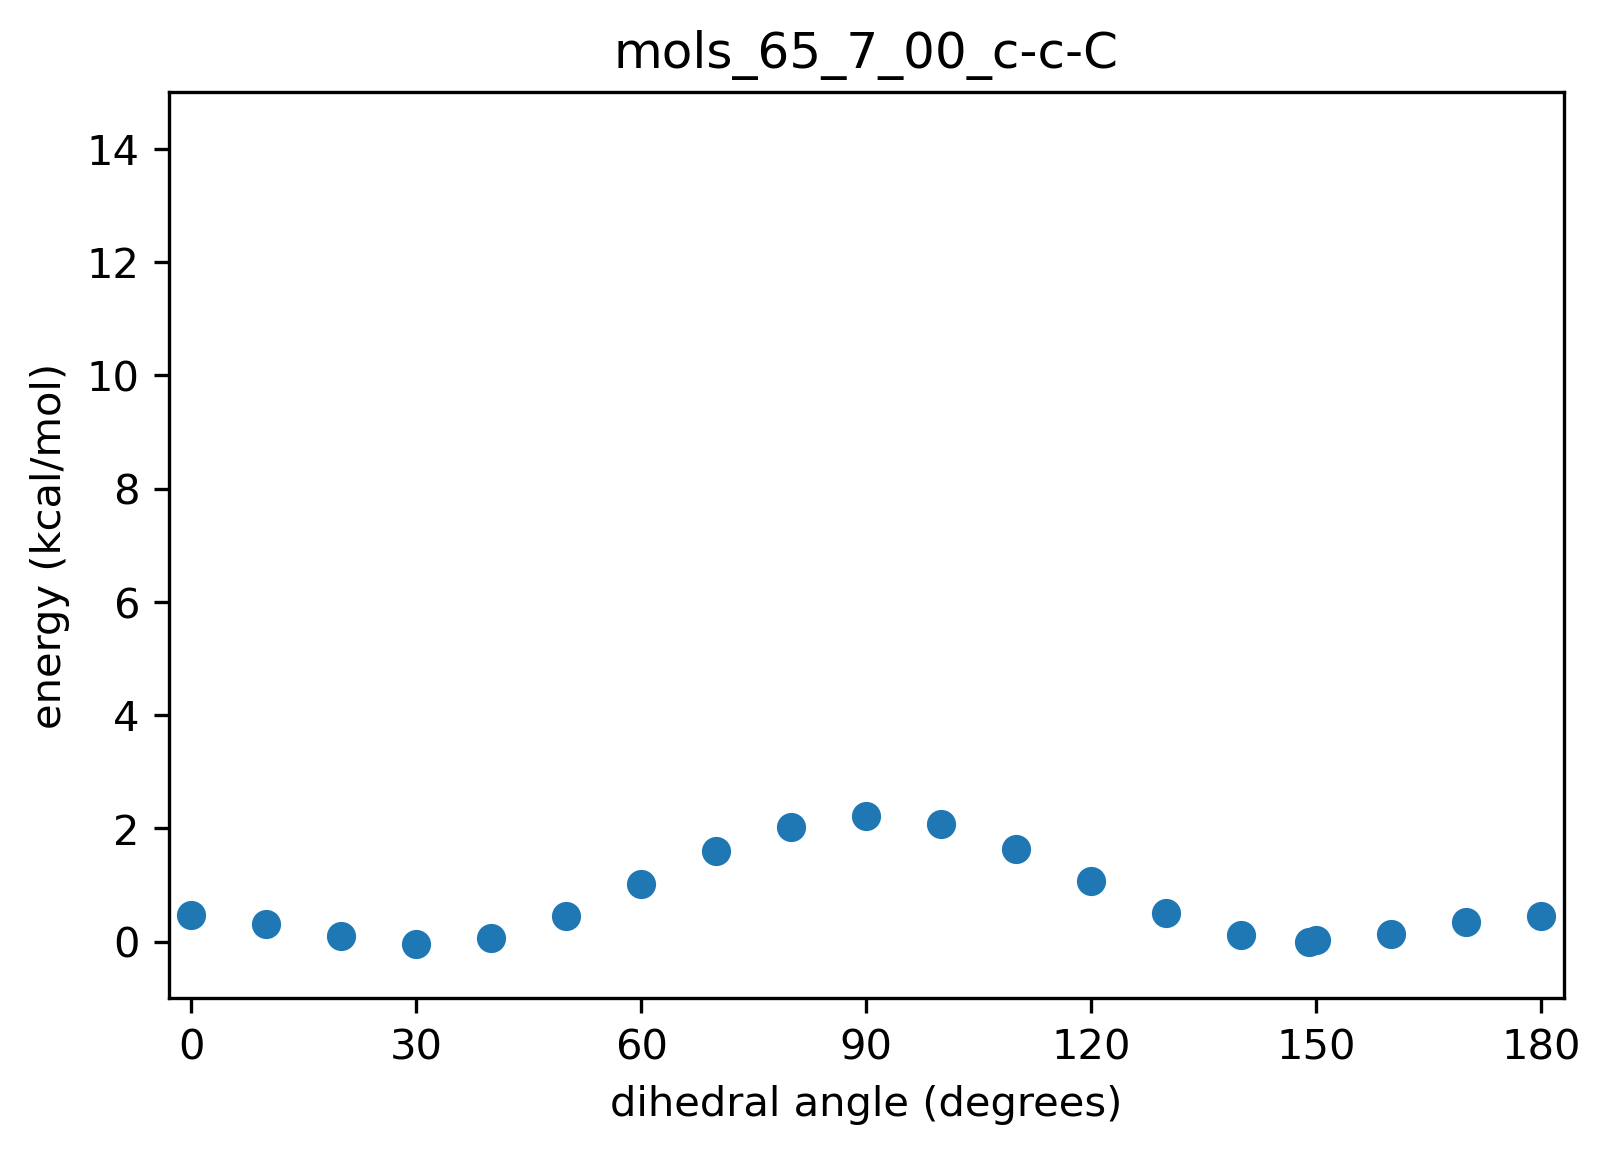 mols_65_7_00_c-c-C
14
12
10
8
6
4
2
0
energy (kcal/mol)
0 30 60 90 120 150 180
dihedral angle (degrees)